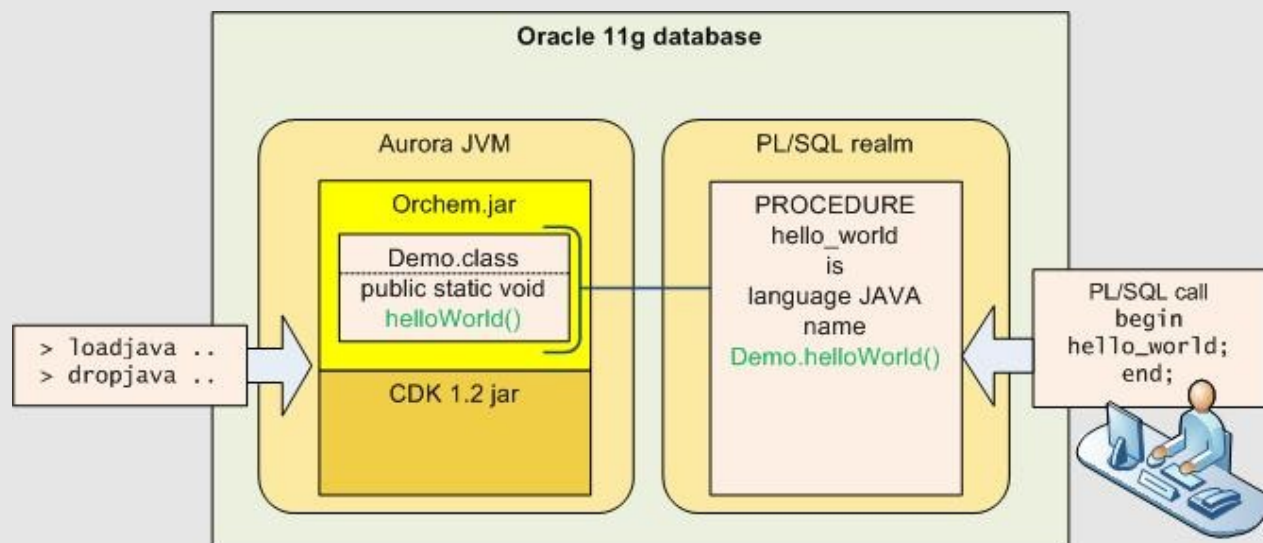 Oracle 11g database
Aurora JVM
Orchem.jar
Demo.class
public static void
helloWorld()
CDK 1.2 jar
> loadjava ..
> dropjava ..
PL/SQL realm
PROCEDURE
hello_world
is
language JAVA
name
Demo.helloWorld()
PL/SQL call
begin
hello_world;
end;